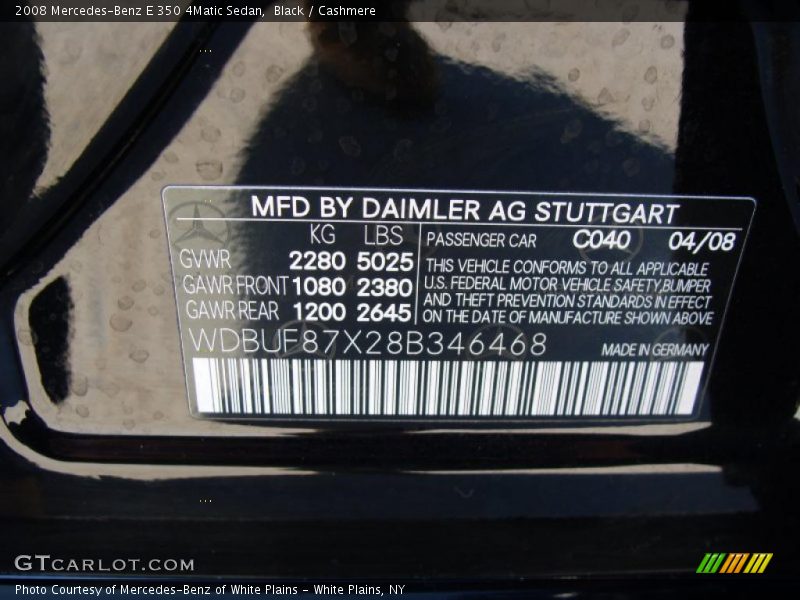 2008 Mercedes-Benz E 350 4Matic Sedan, Black / Cashmere
MFD BY DAIMLER AG STUTTGART
KG LBS
GVWR 2280 5025
GAWR FRONT 1080 2380
GAWR REAR 1200 2645
PASSENGER CAR C040 04/08
THIS VEHICLE CONFORMS TO ALL APPLICABLE
U.S. FEDERAL MOTOR VEHICLE SAFETY,BUMPER
AND THEFT PREVENTION STANDARDS IN EFFECT
ON THE DATE OF MANUFACTURE SHOWN ABOVE
WDBUF87X28B346468
MADE IN GERMANY
GTCARLOT.COM
Photo Courtesy of Mercedes-Benz of White Plains - White Plains, NY